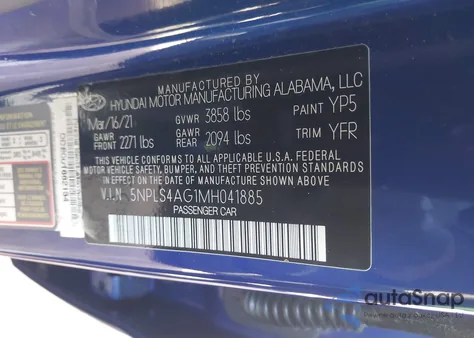 MANUFACTURED BY
HYUNDAI MOTOR MANUFACTURING ALABAMA, LLC
Mar/16/21 GVWR 3858 lbs PAINT YP5
GAWR FRONT 2271 lbs GAWR REAR 2094 lbs TRIM YFR
THIS VEHICLE CONFORMS TO ALL APPLICABLE U.S.A. FEDERAL
MOTOR VEHICLE SAFETY, BUMPER, AND THEFT PREVENTION STANDARDS
IN EFFECT ON THE DATE OF MANUFACTURE SHOWN ABOVE.
V.I.N 5NPLS4AG1MH041885
PASSENGER CAR
autoSnap